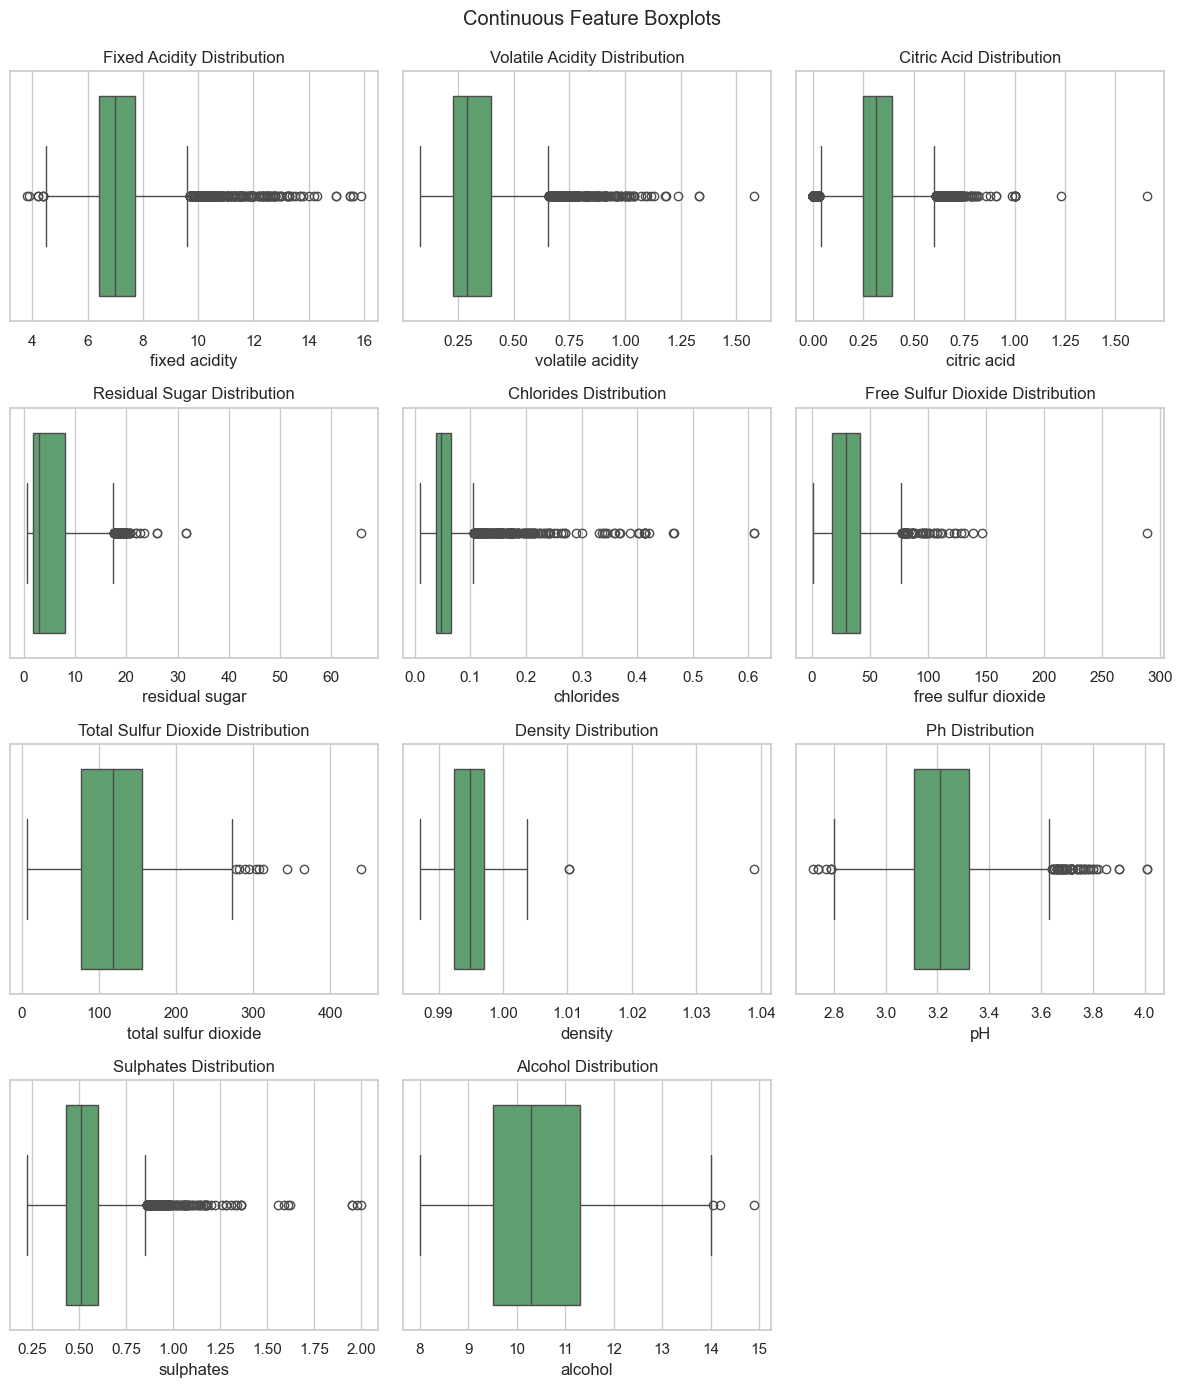 Continuous Feature Boxplots
Fixed Acidity Distribution
4 6 8 10 12 14 16
fixed acidity
Volatile Acidity Distribution
0.25 0.50 0.75 1.00 1.25 1.50
volatile acidity
Citric Acid Distribution
0.00 0.25 0.50 0.75 1.00 1.25 1.50
citric acid
Residual Sugar Distribution
0 10 20 30 40 50 60
residual sugar
Chlorides Distribution
0.0 0.1 0.2 0.3 0.4 0.5 0.6
chlorides
Free Sulfur Dioxide Distribution
0 50 100 150 200 250 300
free sulfur dioxide
Total Sulfur Dioxide Distribution
0 100 200 300 400
total sulfur dioxide
Density Distribution
0.99 1.00 1.01 1.02 1.03 1.04
density
Ph Distribution
2.8 3.0 3.2 3.4 3.6 3.8 4.0
pH
Sulphates Distribution
0.25 0.50 0.75 1.00 1.25 1.50 1.75 2.00
sulphates
Alcohol Distribution
8 9 10 11 12 13 14 15
alcohol